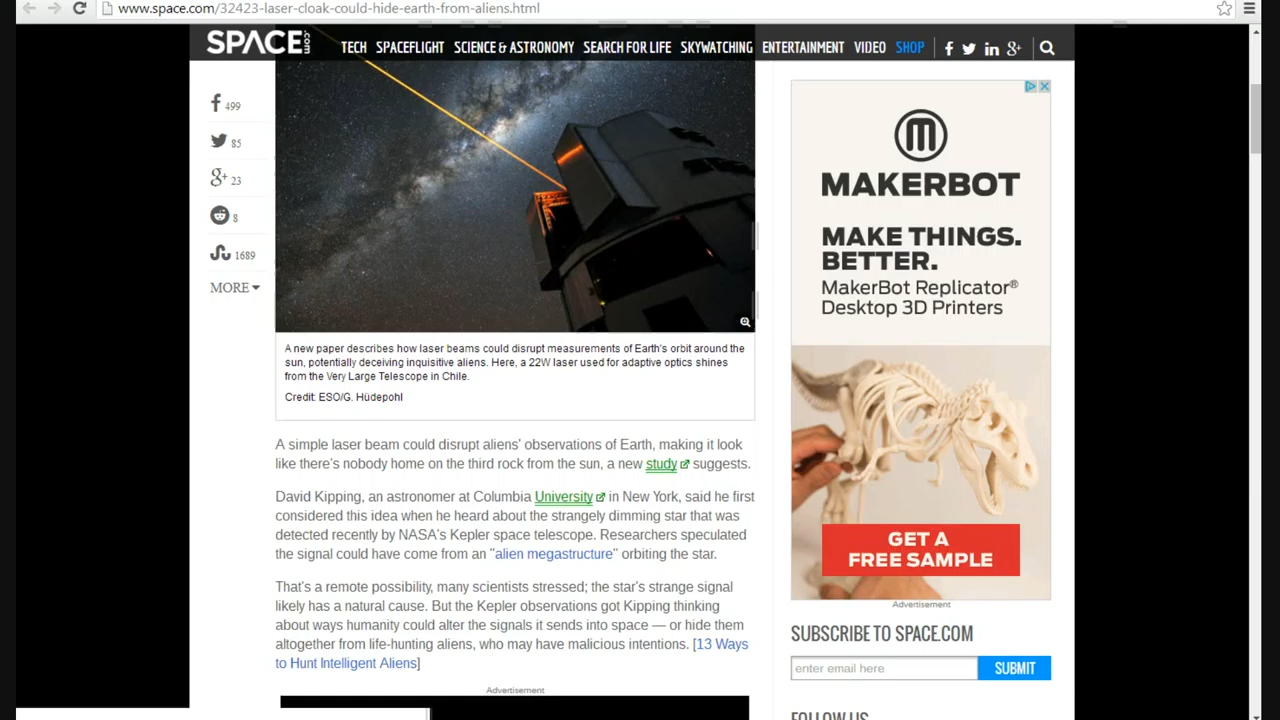 www.space.com/32423-laser-cloak-could-hide-earth-from-aliens.html
SPACE.com
TECH SPACEFLIGHT SCIENCE & ASTRONOMY SEARCH FOR LIFE SKYWATCHING ENTERTAINMENT VIDEO SHOP
499
85
23
8
1689
MORE
A new paper describes how laser beams could disrupt measurements of Earth's orbit around the
sun, potentially deceiving inquisitive aliens. Here, a 22W laser used for adaptive optics shines
from the Very Large Telescope in Chile.
Credit: ESO/G. Hüdepohl
A simple laser beam could disrupt aliens' observations of Earth, making it look
like there's nobody home on the third rock from the sun, a new study suggests.
David Kipping, an astronomer at Columbia University in New York, said he first
considered this idea when he heard about the strangely dimming star that was
detected recently by NASA's Kepler space telescope. Researchers speculated
the signal could have come from an "alien megastructure" orbiting the star.
That's a remote possibility, many scientists stressed; the star's strange signal
likely has a natural cause. But the Kepler observations got Kipping thinking
about ways humanity could alter the signals it sends into space — or hide them
altogether from life-hunting aliens, who may have malicious intentions. [13 Ways
to Hunt Intelligent Aliens]
Advertisement
MAKERBOT
MAKE THINGS.
BETTER.
MakerBot Replicator®
Desktop 3D Printers
GET A
FREE SAMPLE
Advertisement
SUBSCRIBE TO SPACE.COM
enter email here SUBMIT
FOLLOW US